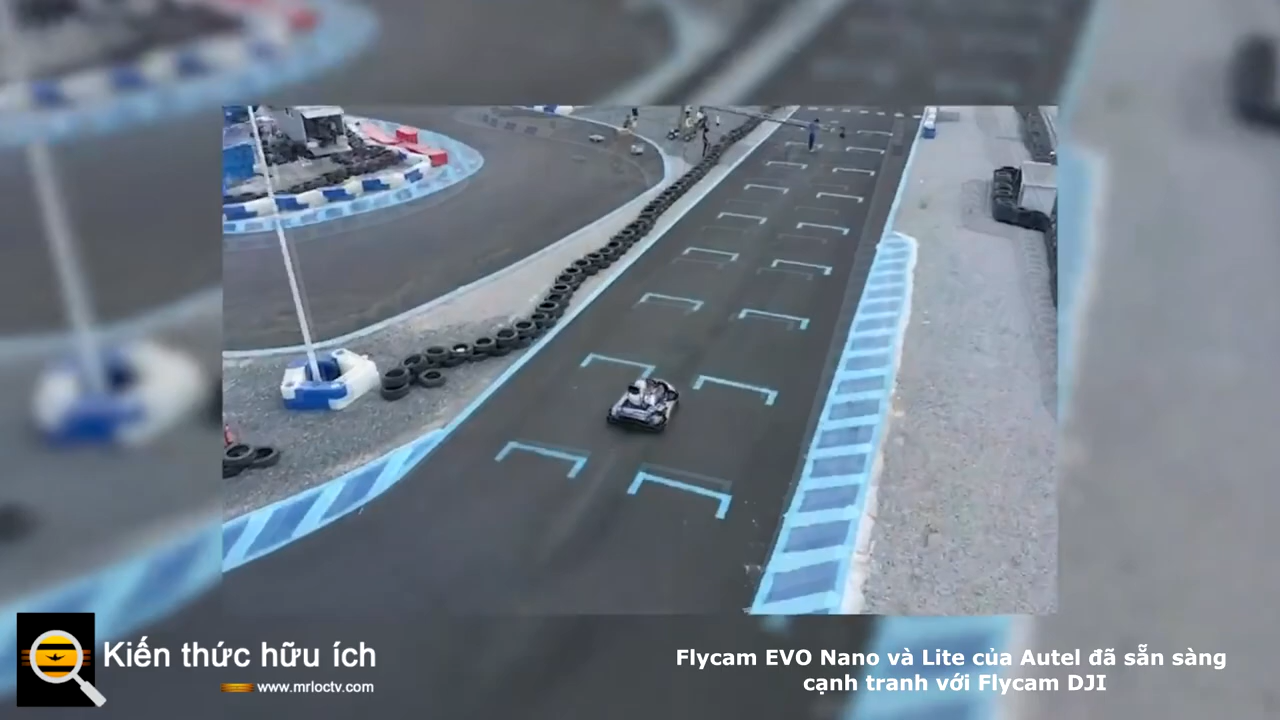 Kiến thức hữu ích
www.mrloctv.com
Flycam EVO Nano và Lite của Autel đã sẵn sàng
cạnh tranh với Flycam DJI